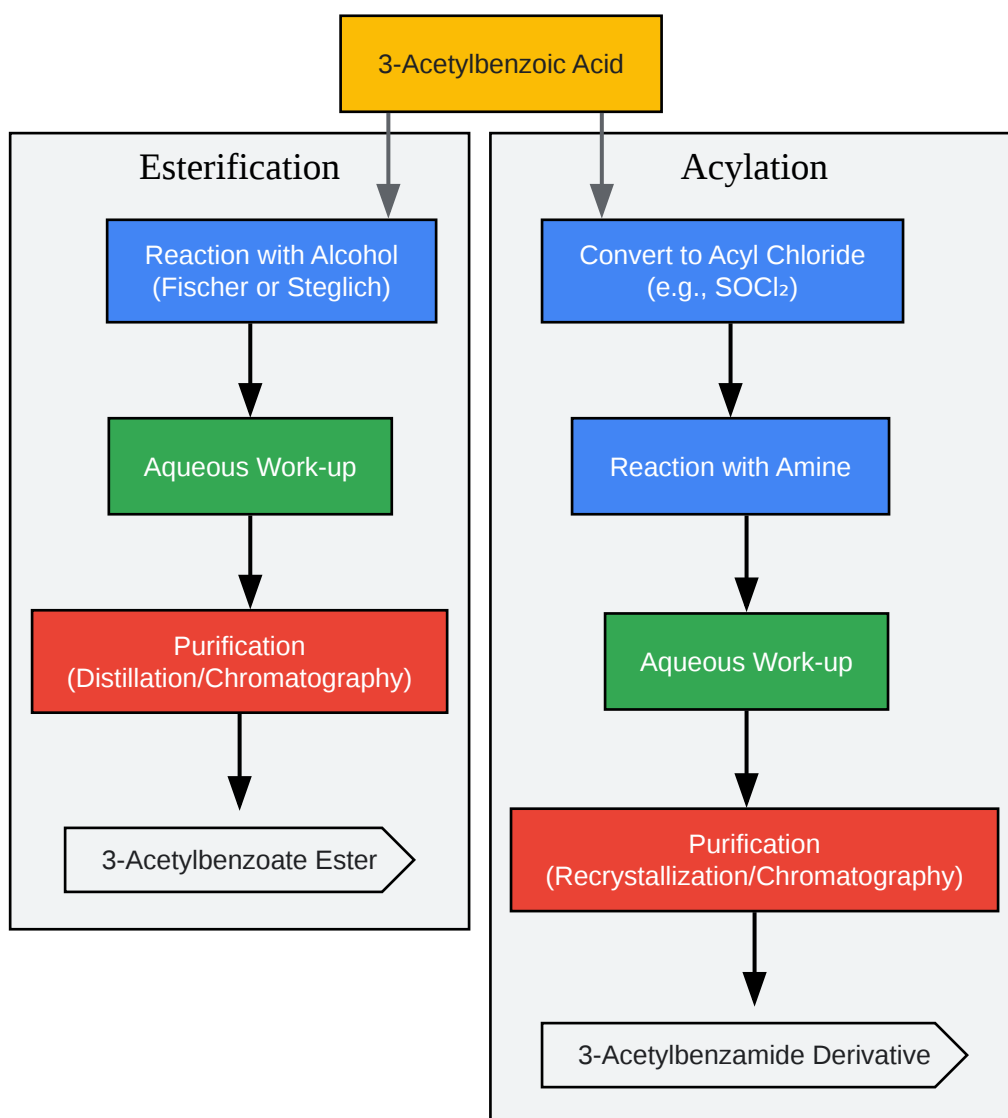 3-Acetylbenzoic Acid
Esterification
Reaction with Alcohol
(Fischer or Steglich)
Aqueous Work-up
Purification
(Distillation/Chromatography)
3-Acetylbenzoate Ester
Acylation
Convert to Acyl Chloride
(e.g., SOCl₂)
Reaction with Amine
Aqueous Work-up
Purification
(Recrystallization/Chromatography)
3-Acetylbenzamide Derivative